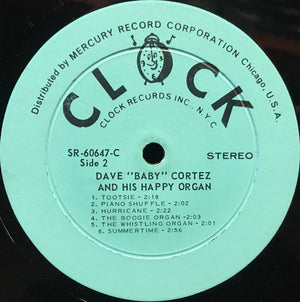 Distributed by MERCURY RECORD CORPORATION Chicago, U.S.A.
CLOCK
CLOCK RECORDS INC., N.Y.C.
SR-60647-C
Side 2
STEREO
DAVE "BABY" CORTEZ
AND HIS HAPPY ORGAN
1. TOOTSIE - 2:18
2. PIANO SHUFFLE - 2:02
3. HURRICANE - 2:22
4. THE BOOGIE ORGAN - 2:03
5. THE WHISTLING ORGAN - 2:01
6. SUMMERTIME - 2:56